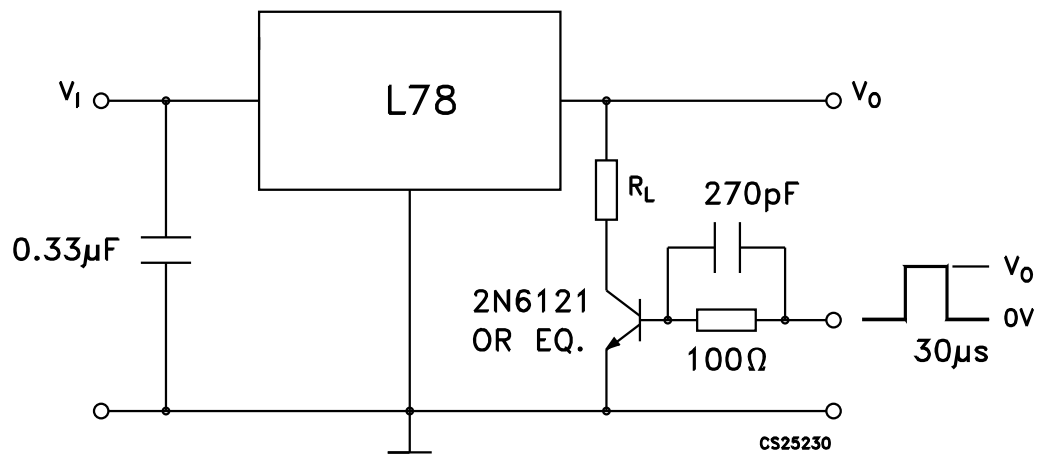 VI
L78
VO
RL
270pF
0.33µF
2N6121
OR EQ.
100Ω
VO
0V
30µs
CS25230